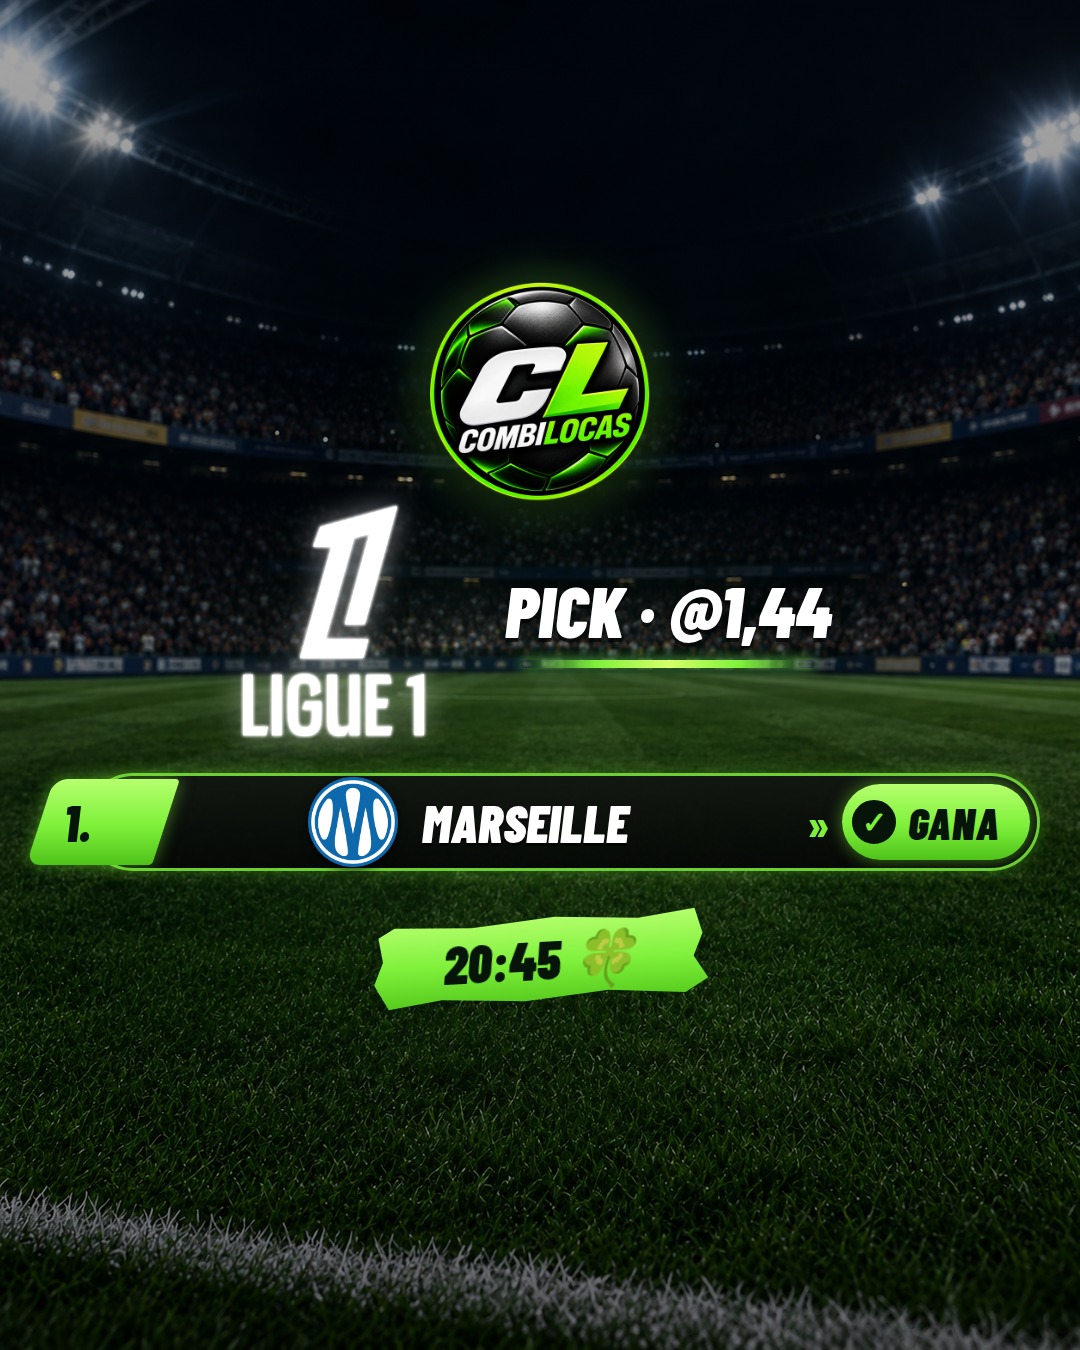 CL
COMBILOCAS
LIGUE 1
PICK · @1,44
1. MARSEILLE » ✓ GANA
20:45 🍀